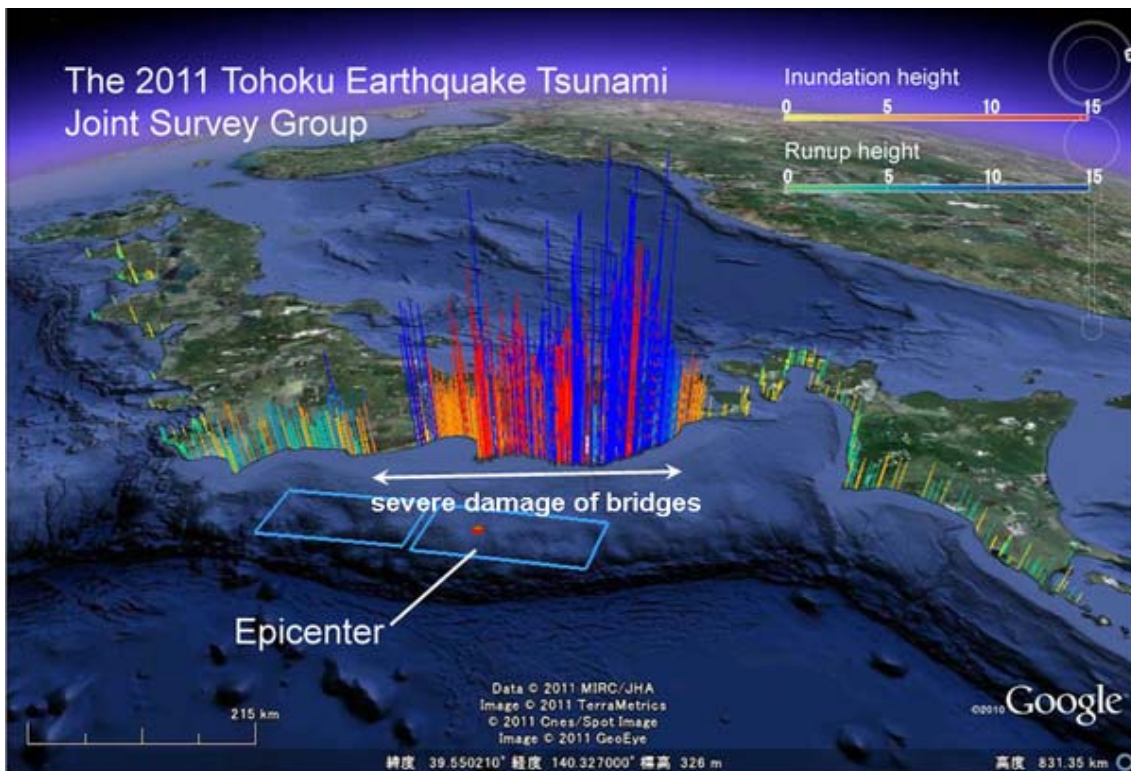 The 2011 Tohoku Earthquake Tsunami
Joint Survey Group
Inundation height
0 5 10 15
Runup height
0 5 10 15
severe damage of bridges
Epicenter
215 km
Data © 2011 MIRC/JHA
Image © 2011 TerraMetrics
© 2011 Cnes/Spot Image
Image © 2011 GeoEye
©2010 Google
緯度 39.550210° 経度 140.327000° 標高 326 m
高度 831.35 km